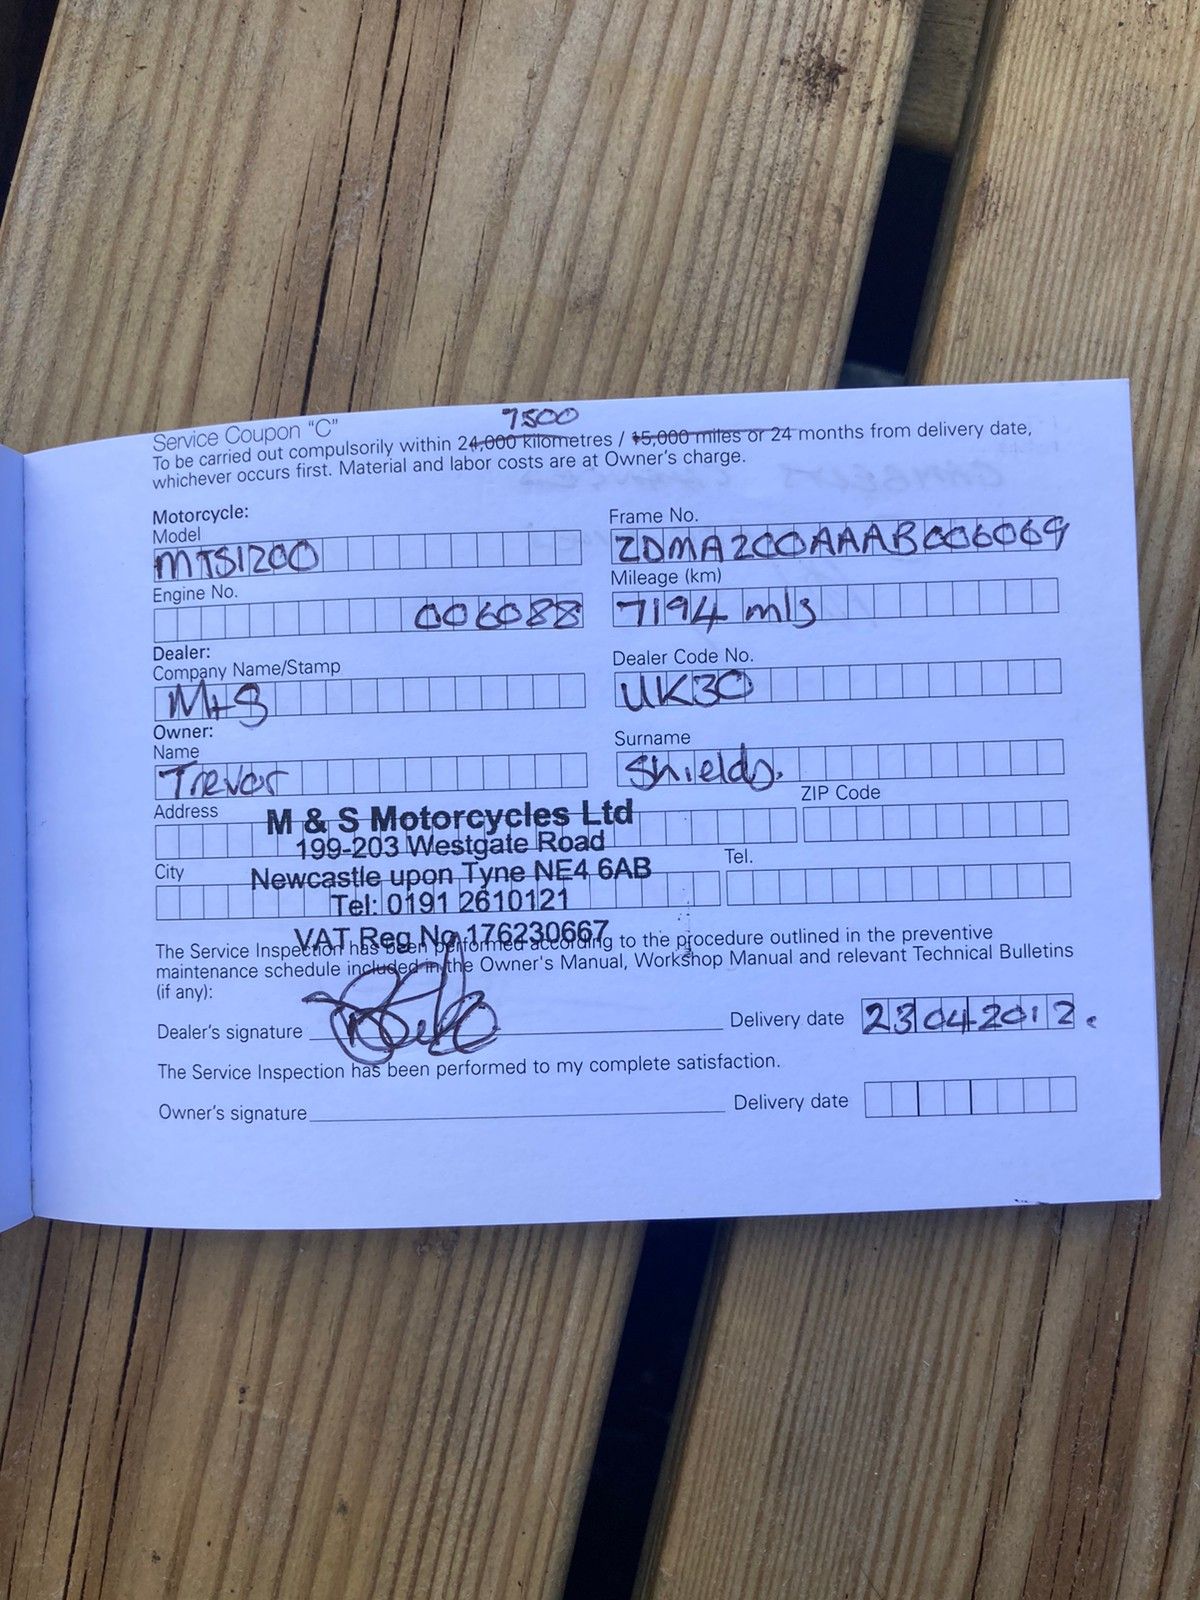 Service Coupon "C"
7500
To be carried out compulsorily within 24,000 kilometres / 15,000 miles or 24 months from delivery date,
whichever occurs first. Material and labor costs are at Owner's charge.
Motorcycle:
Model
MTS1200
Frame No.
ZDMA200AAAB006069
Engine No.
006088
Mileage (km)
7194 mls
Dealer:
Company Name/Stamp
M+S
Dealer Code No.
UK30
Owner:
Name
Trevor
Surname
Shields.
Address
ZIP Code
M & S Motorcycles Ltd
199-203 Westgate Road
City
Tel.
Newcastle upon Tyne NE4 6AB
Tel: 0191 2610121
VAT Reg No 176230667
The Service Inspection has been performed according to the procedure outlined in the preventive
maintenance schedule included in the Owner's Manual, Workshop Manual and relevant Technical Bulletins
(if any):
Dealer's signature
Delivery date 23 04 2012.
The Service Inspection has been performed to my complete satisfaction.
Owner's signature
Delivery date